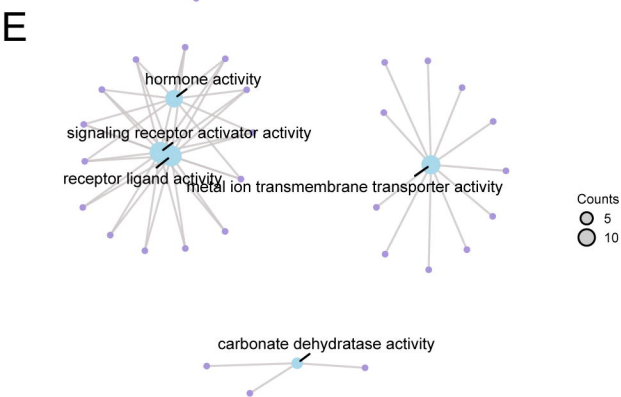 E
hormone activity
signaling receptor activator activity
receptor ligand activity
metal ion transmembrane transporter activity
Counts
5
10
carbonate dehydratase activity